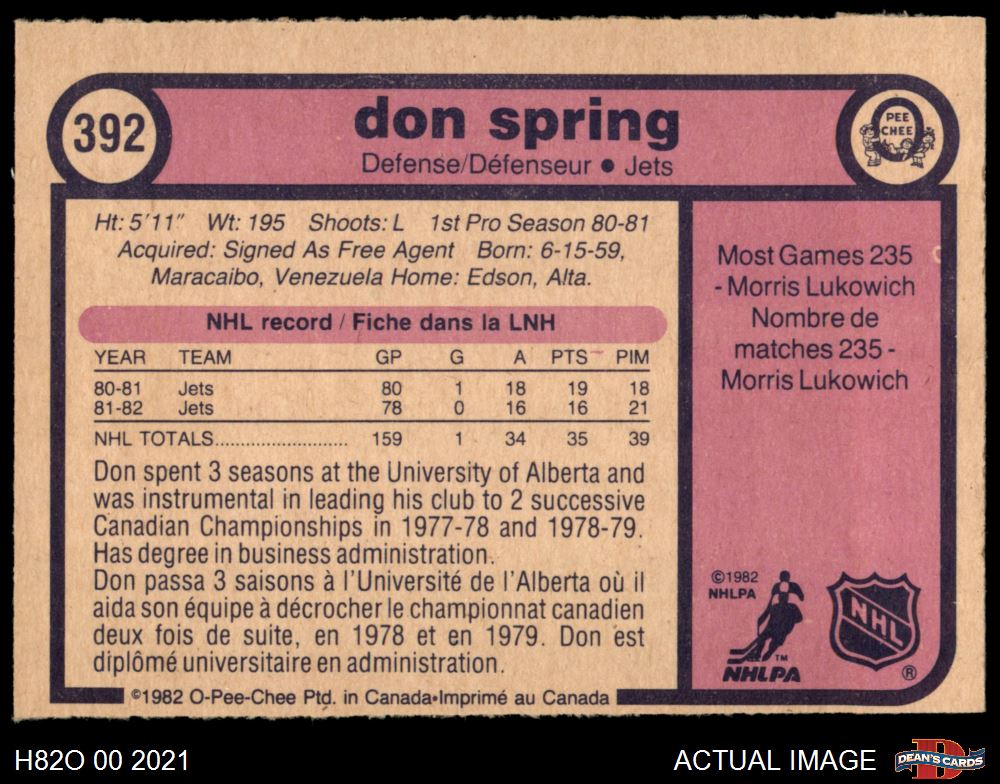 392
don spring
Defense/Défenseur • Jets
PEE
CHEE
Ht: 5'11" Wt: 195 Shoots: L 1st Pro Season 80-81
Acquired: Signed As Free Agent Born: 6-15-59,
Maracaibo, Venezuela Home: Edson, Alta.
NHL record / Fiche dans la LNH
YEAR TEAM GP G A PTS PIM
80-81 Jets 80 1 18 19 18
81-82 Jets 78 0 16 16 21
NHL TOTALS.......................... 159 1 34 35 39
Don spent 3 seasons at the University of Alberta and
was instrumental in leading his club to 2 successive
Canadian Championships in 1977-78 and 1978-79.
Has degree in business administration.
Don passa 3 saisons à l'Université de l'Alberta où il
aida son équipe à décrocher le championnat canadien
deux fois de suite, en 1978 et en 1979. Don est
diplômé universitaire en administration.
©1982 O-Pee-Chee Ptd. in Canada•Imprimé au Canada
Most Games 235
- Morris Lukowich
Nombre de
matches 235 -
Morris Lukowich
©1982
NHLPA
TM
NHLPA
NHL
®
H82O 00 2021
ACTUAL IMAGE
D
DEAN'S CARDS